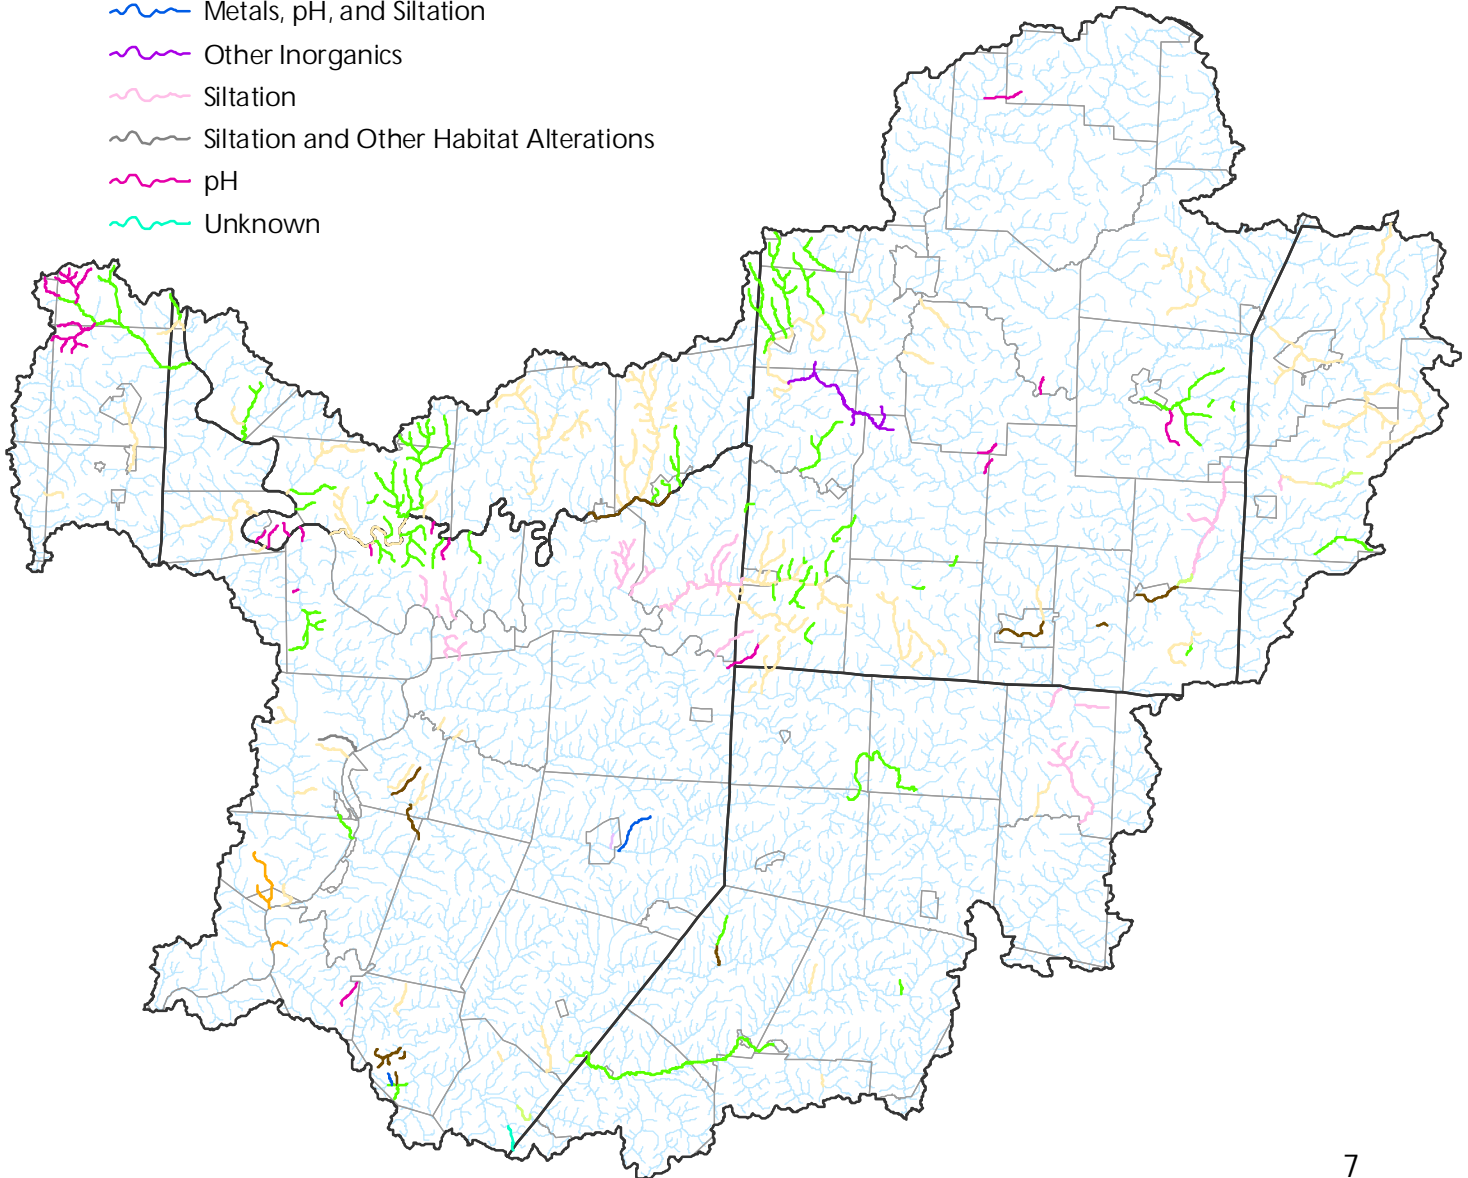 Metals, pH, and Siltation
Other Inorganics
Siltation
Siltation and Other Habitat Alterations
pH
Unknown
7